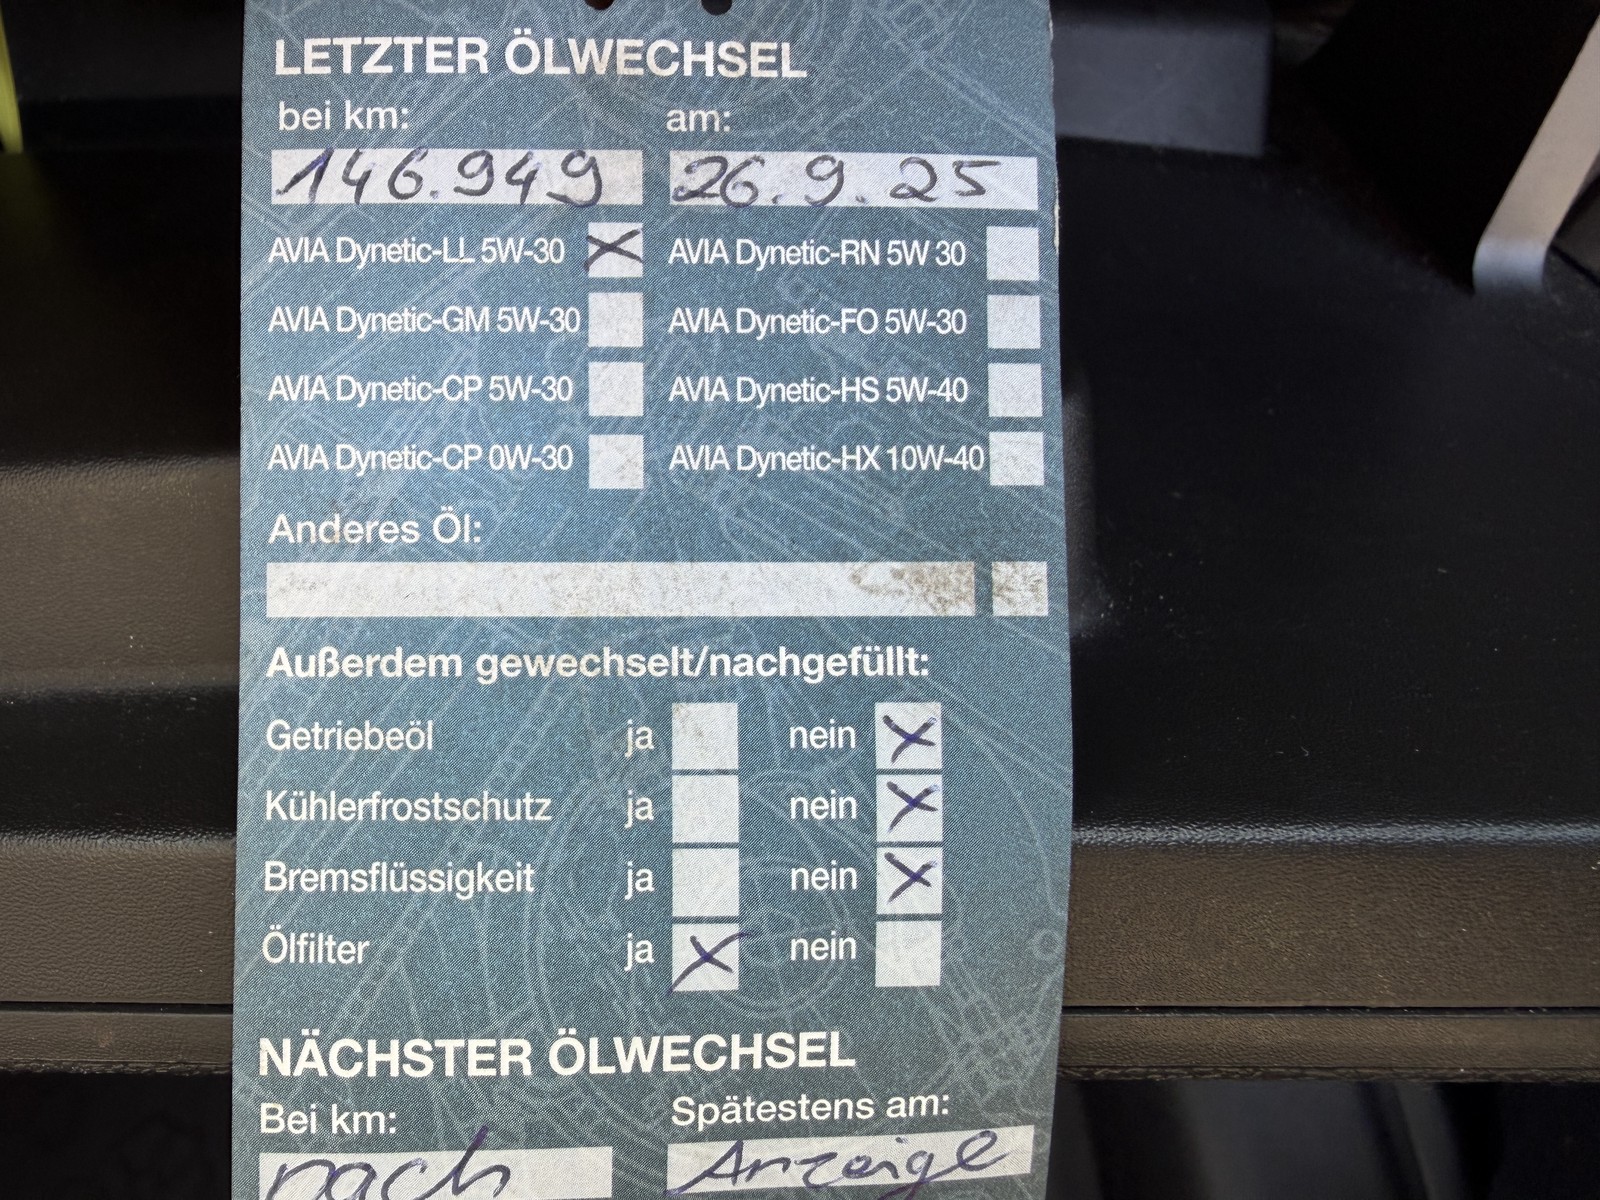 LETZTER ÖLWECHSEL
bei km: am:
146.949 26.9.25
AVIA Dynetic-LL 5W-30 X AVIA Dynetic-RN 5W 30
AVIA Dynetic-GM 5W-30 AVIA Dynetic-FO 5W-30
AVIA Dynetic-CP 5W-30 AVIA Dynetic-HS 5W-40
AVIA Dynetic-CP 0W-30 AVIA Dynetic-HX 10W-40
Anderes Öl:
Außerdem gewechselt/nachgefüllt:
Getriebeöl ja nein X
Kühlerfrostschutz ja nein X
Bremsflüssigkeit ja nein X
Ölfilter ja X nein
NÄCHSTER ÖLWECHSEL
Bei km: Spätestens am:
nach Anzeige